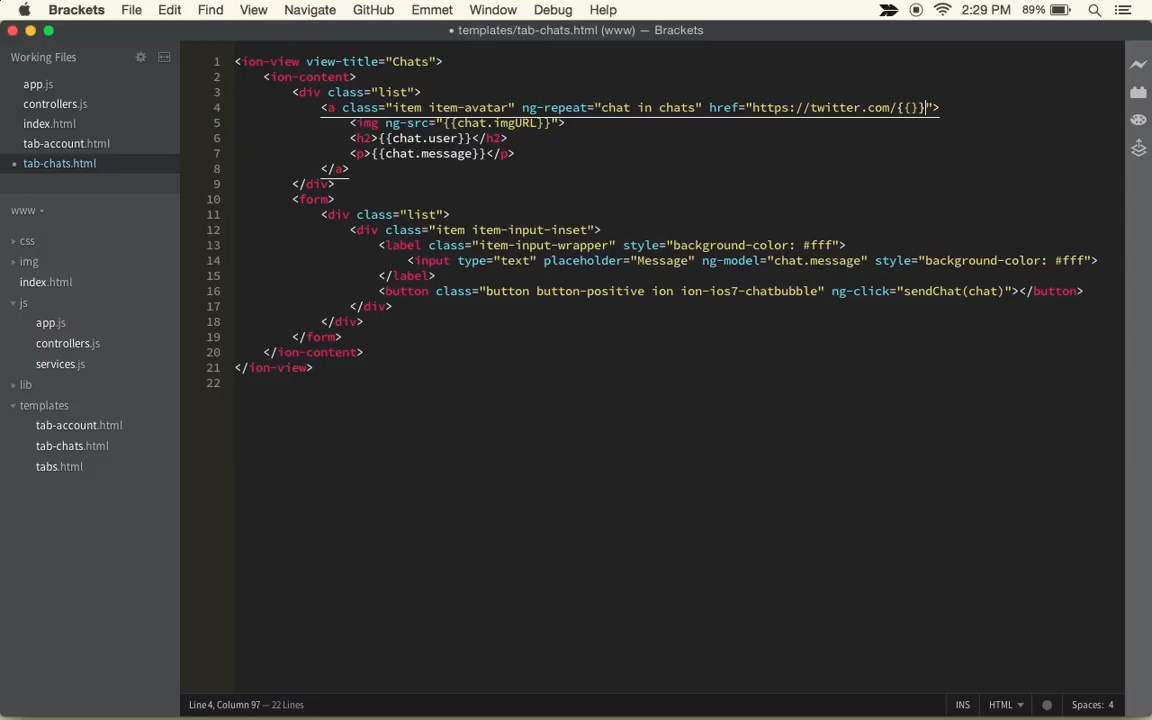 Brackets File Edit Find View Navigate GitHub Emmet Window Debug Help 2:29 PM 89%
• templates/tab-chats.html (www) — Brackets
Working Files
app.js
controllers.js
index.html
tab-account.html
• tab-chats.html
www
css
img
index.html
js
app.js
controllers.js
services.js
lib
templates
tab-account.html
tab-chats.html
tabs.html
1 <ion-view view-title="Chats">
2 <ion-content>
3 <div class="list">
4 <a class="item item-avatar" ng-repeat="chat in chats" href="https://twitter.com/{{}}">
5 <img ng-src="{{chat.imgURL}}">
6 <h2>{{chat.user}}</h2>
7 <p>{{chat.message}}</p>
8 </a>
9 </div>
10 <form>
11 <div class="list">
12 <div class="item item-input-inset">
13 <label class="item-input-wrapper" style="background-color: #fff">
14 <input type="text" placeholder="Message" ng-model="chat.message" style="background-color: #fff">
15 </label>
16 <button class="button button-positive ion ion-ios7-chatbubble" ng-click="sendChat(chat)"></button>
17 </div>
18 </div>
19 </form>
20 </ion-content>
21 </ion-view>
22
Line 4, Column 97 — 22 Lines INS HTML Spaces: 4